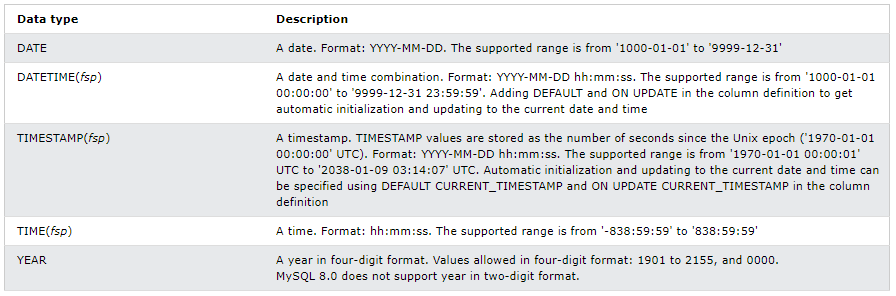 Data type Description
DATE A date. Format: YYYY-MM-DD. The supported range is from '1000-01-01' to '9999-12-31'
DATETIME(fsp) A date and time combination. Format: YYYY-MM-DD hh:mm:ss. The supported range is from '1000-01-01
00:00:00' to '9999-12-31 23:59:59'. Adding DEFAULT and ON UPDATE in the column definition to get
automatic initialization and updating to the current date and time
TIMESTAMP(fsp) A timestamp. TIMESTAMP values are stored as the number of seconds since the Unix epoch ('1970-01-01
00:00:00' UTC). Format: YYYY-MM-DD hh:mm:ss. The supported range is from '1970-01-01 00:00:01'
UTC to '2038-01-09 03:14:07' UTC. Automatic initialization and updating to the current date and time can
be specified using DEFAULT CURRENT_TIMESTAMP and ON UPDATE CURRENT_TIMESTAMP in the column
definition
TIME(fsp) A time. Format: hh:mm:ss. The supported range is from '-838:59:59' to '838:59:59'
YEAR A year in four-digit format. Values allowed in four-digit format: 1901 to 2155, and 0000.
MySQL 8.0 does not support year in two-digit format.